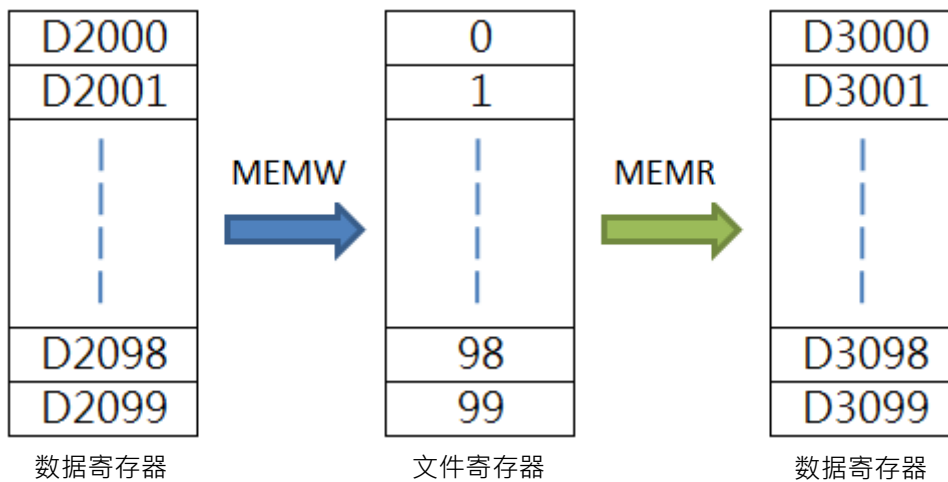 D2000 0 D3000
D2001 1 D3001
MEMW MEMR
D2098 98 D3098
D2099 99 D3099
数据寄存器 文件寄存器 数据寄存器